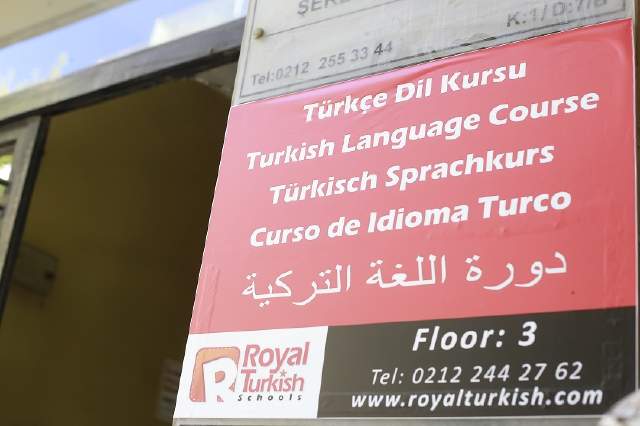 K:1/D:7/B
Tel:0212 255 33 44
Türkçe Dil Kursu
Turkish Language Course
Türkisch Sprachkurs
Curso de Idioma Turco
دورة اللغة التركية
Floor: 3
Tel: 0212 244 27 62
www.royalturkish.com
R
Royal
Turkish
Schools